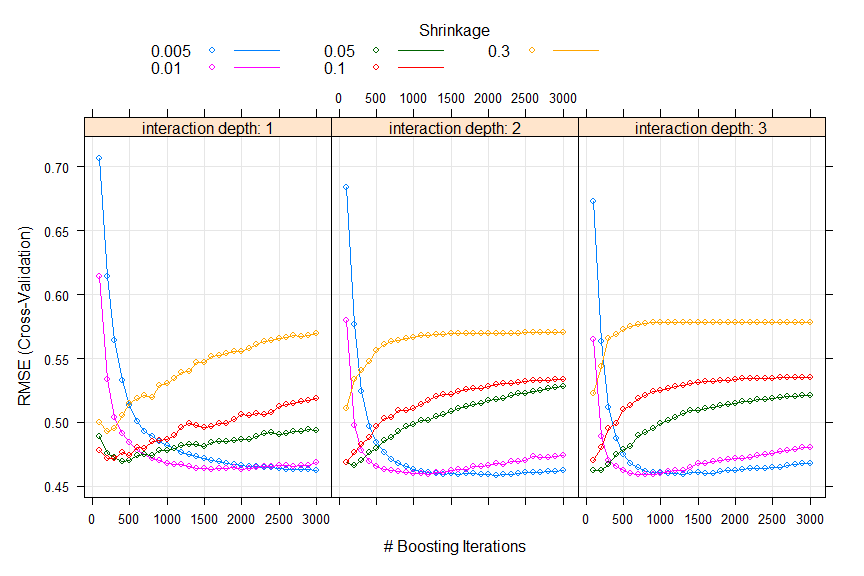 Shrinkage
0.005 0.05 0.3
0.01 0.1
0 500 1000 1500 2000 2500 3000
interaction depth: 1 interaction depth: 2 interaction depth: 3
0.70
0.65
0.60
0.55
0.50
0.45
RMSE (Cross-Validation)
0 500 1000 1500 2000 2500 3000 0 500 1000 1500 2000 2500 3000
# Boosting Iterations